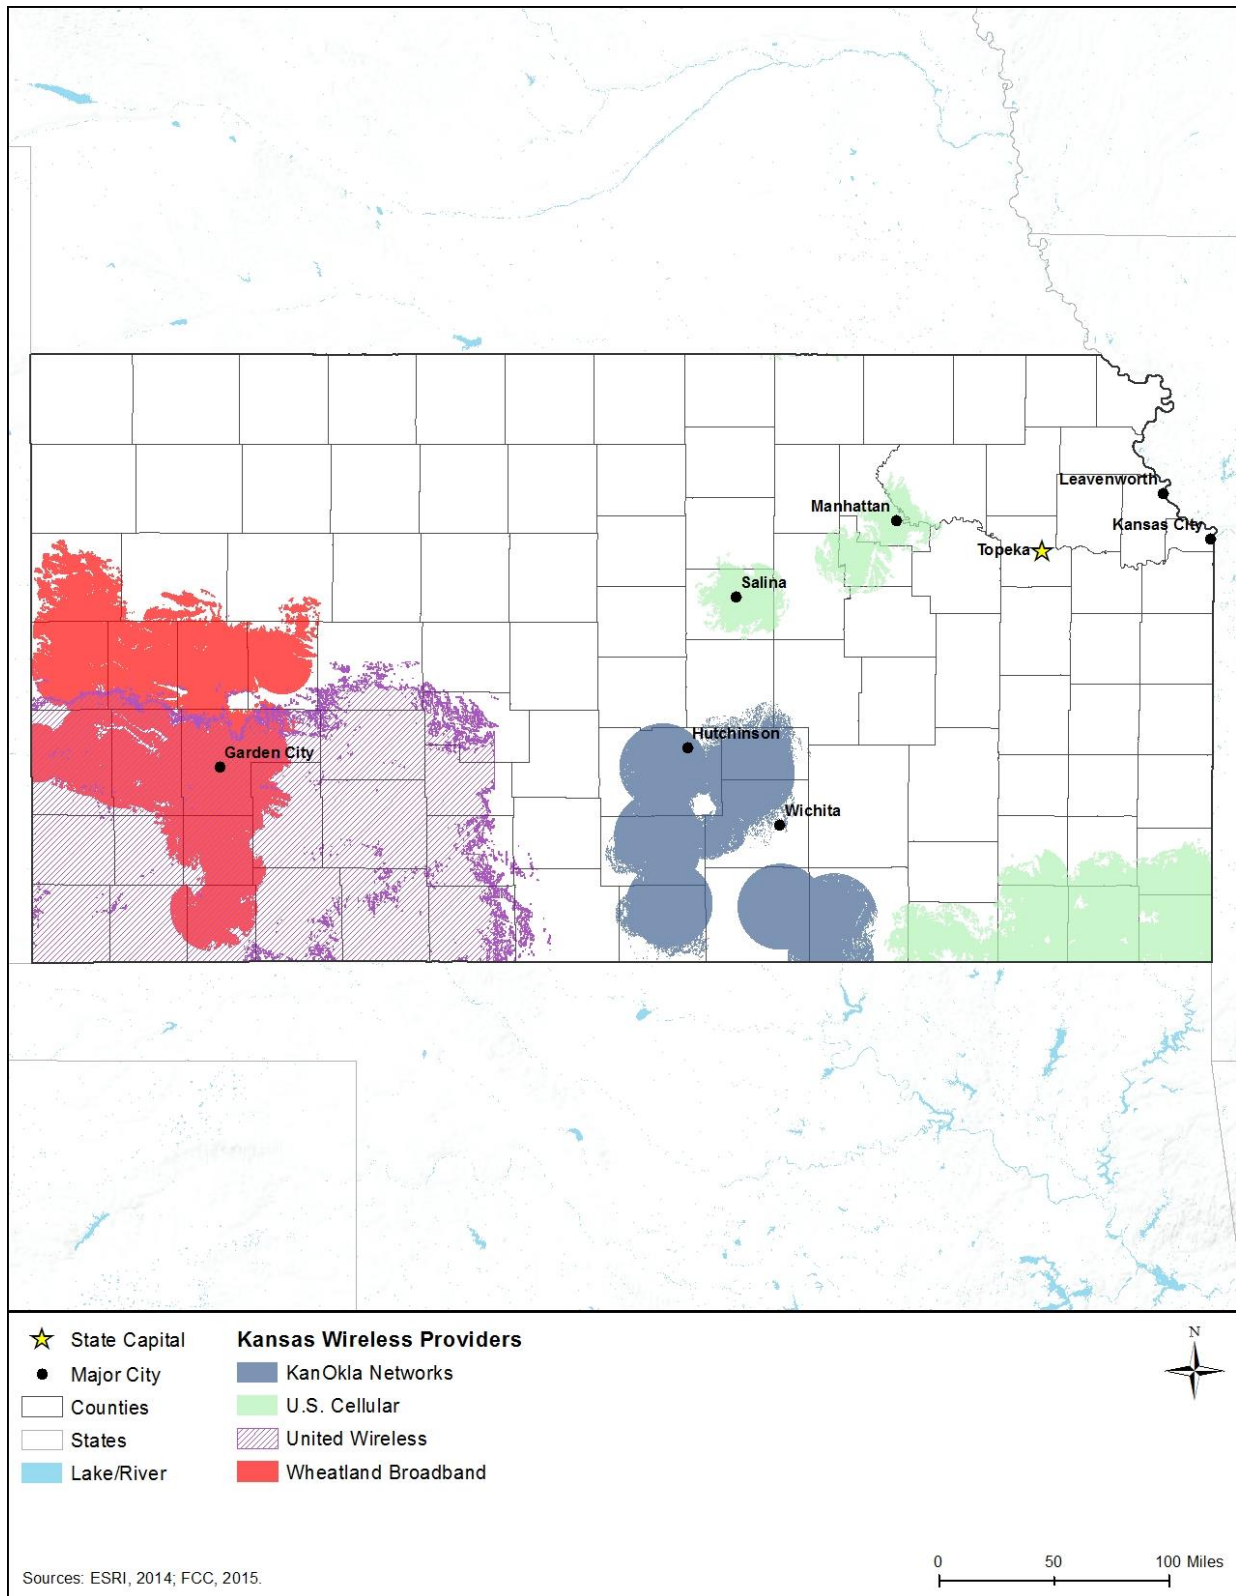 Leavenworth
Manhattan
Kansas City
Topeka
Salina
Hutchinson
Garden City
Wichita
State Capital
Major City
Counties
States
Lake/River
Kansas Wireless Providers
KanOkla Networks
U.S. Cellular
United Wireless
Wheatland Broadband
N
0 50 100 Miles
Sources: ESRI, 2014; FCC, 2015.